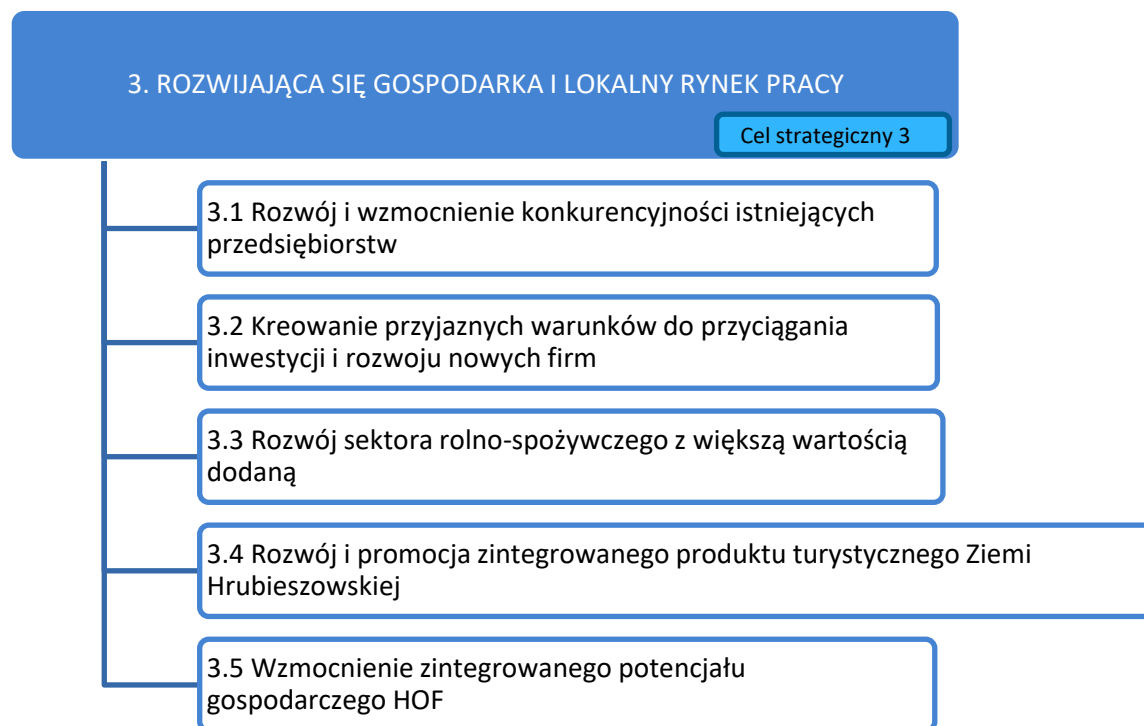 3. ROZWIJAJĄCA SIĘ GOSPODARKA I LOKALNY RYNEK PRACY
Cel strategiczny 3
3.1 Rozwój i wzmocnienie konkurencyjności istniejących
przedsiębiorstw
3.2 Kreowanie przyjaznych warunków do przyciągania
inwestycji i rozwoju nowych firm
3.3 Rozwój sektora rolno-spożywczego z większą wartością
dodaną
3.4 Rozwój i promocja zintegrowanego produktu turystycznego Ziemi
Hrubieszowskiej
3.5 Wzmocnienie zintegrowanego potencjału
gospodarczego HOF